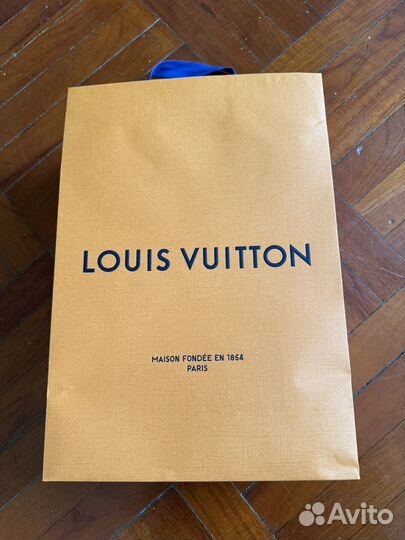 LOUIS VUITTON
MAISON FONDÉE EN 1854
PARIS
Avito